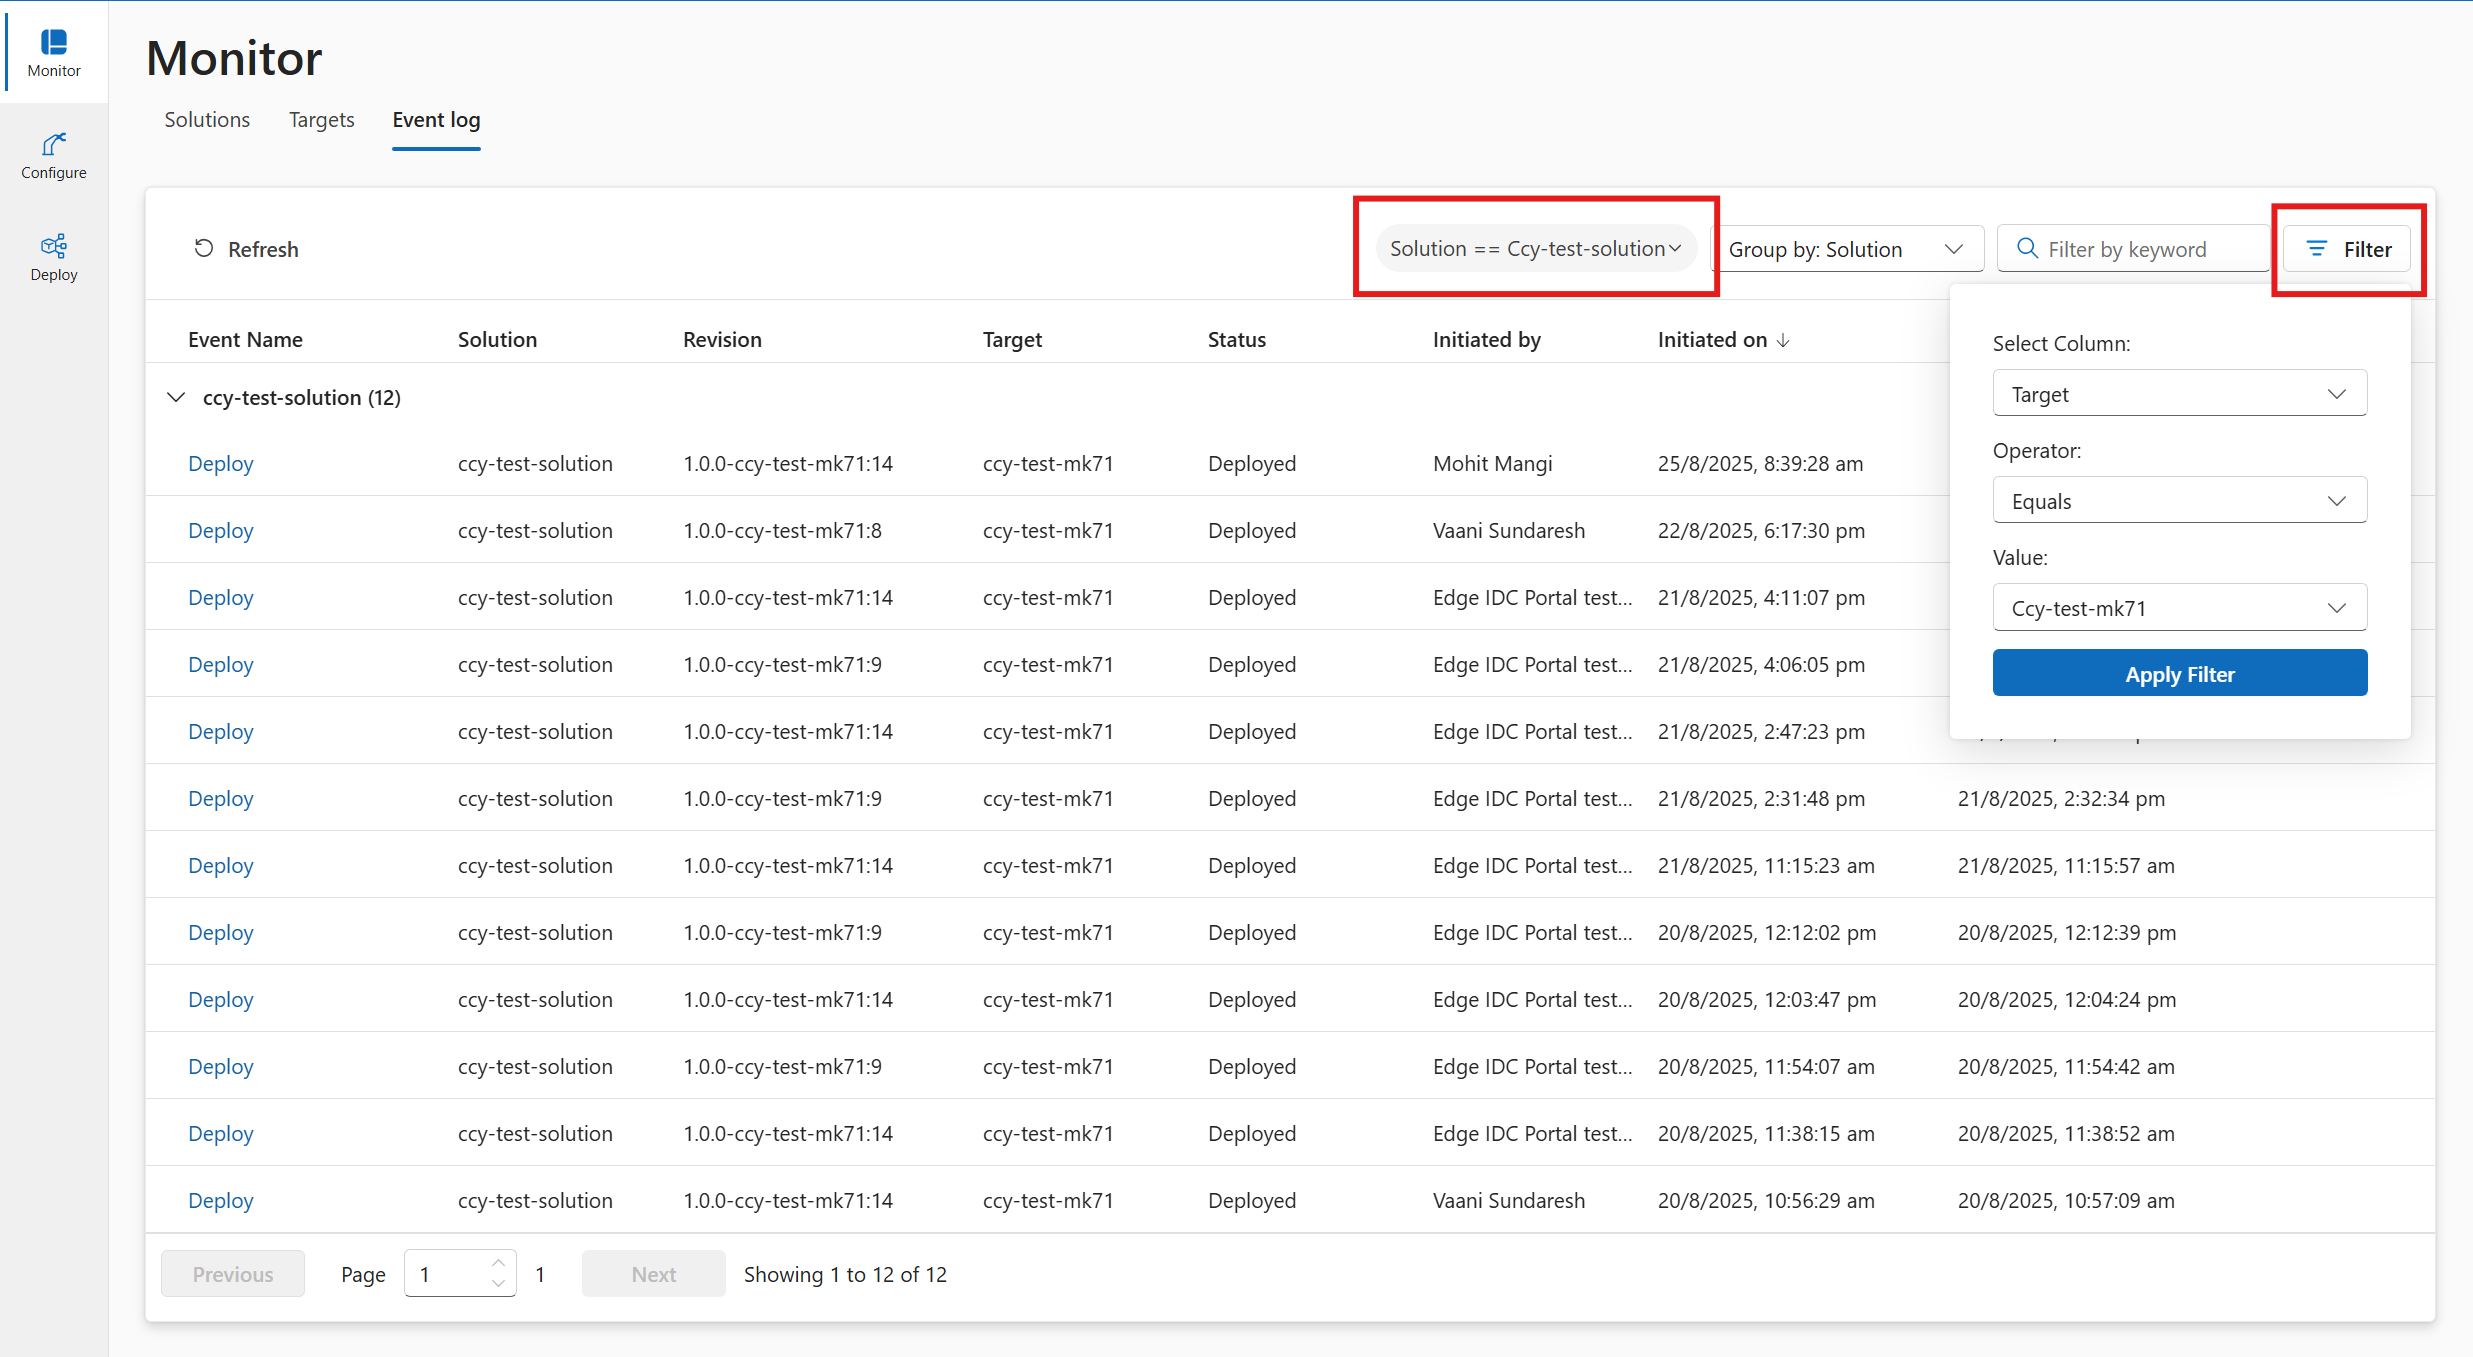 Monitor
Configure
Deploy
Monitor
Solutions Targets Event log
Refresh Solution == Ccy-test-solution Group by: Solution Filter by keyword Filter
Event Name Solution Revision Target Status Initiated by Initiated on
ccy-test-solution (12)
Deploy ccy-test-solution 1.0.0-ccy-test-mk71:14 ccy-test-mk71 Deployed Mohit Mangi 25/8/2025, 8:39:28 am
Deploy ccy-test-solution 1.0.0-ccy-test-mk71:8 ccy-test-mk71 Deployed Vaani Sundaresh 22/8/2025, 6:17:30 pm
Deploy ccy-test-solution 1.0.0-ccy-test-mk71:14 ccy-test-mk71 Deployed Edge IDC Portal test... 21/8/2025, 4:11:07 pm
Deploy ccy-test-solution 1.0.0-ccy-test-mk71:9 ccy-test-mk71 Deployed Edge IDC Portal test... 21/8/2025, 4:06:05 pm
Deploy ccy-test-solution 1.0.0-ccy-test-mk71:14 ccy-test-mk71 Deployed Edge IDC Portal test... 21/8/2025, 2:47:23 pm
Deploy ccy-test-solution 1.0.0-ccy-test-mk71:9 ccy-test-mk71 Deployed Edge IDC Portal test... 21/8/2025, 2:31:48 pm 21/8/2025, 2:32:34 pm
Deploy ccy-test-solution 1.0.0-ccy-test-mk71:14 ccy-test-mk71 Deployed Edge IDC Portal test... 21/8/2025, 11:15:23 am 21/8/2025, 11:15:57 am
Deploy ccy-test-solution 1.0.0-ccy-test-mk71:9 ccy-test-mk71 Deployed Edge IDC Portal test... 20/8/2025, 12:12:02 pm 20/8/2025, 12:12:39 pm
Deploy ccy-test-solution 1.0.0-ccy-test-mk71:14 ccy-test-mk71 Deployed Edge IDC Portal test... 20/8/2025, 12:03:47 pm 20/8/2025, 12:04:24 pm
Deploy ccy-test-solution 1.0.0-ccy-test-mk71:9 ccy-test-mk71 Deployed Edge IDC Portal test... 20/8/2025, 11:54:07 am 20/8/2025, 11:54:42 am
Deploy ccy-test-solution 1.0.0-ccy-test-mk71:14 ccy-test-mk71 Deployed Edge IDC Portal test... 20/8/2025, 11:38:15 am 20/8/2025, 11:38:52 am
Deploy ccy-test-solution 1.0.0-ccy-test-mk71:14 ccy-test-mk71 Deployed Vaani Sundaresh 20/8/2025, 10:56:29 am 20/8/2025, 10:57:09 am
Previous Page 1 1 Next Showing 1 to 12 of 12
Select Column:
Target
Operator:
Equals
Value:
Ccy-test-mk71
Apply Filter